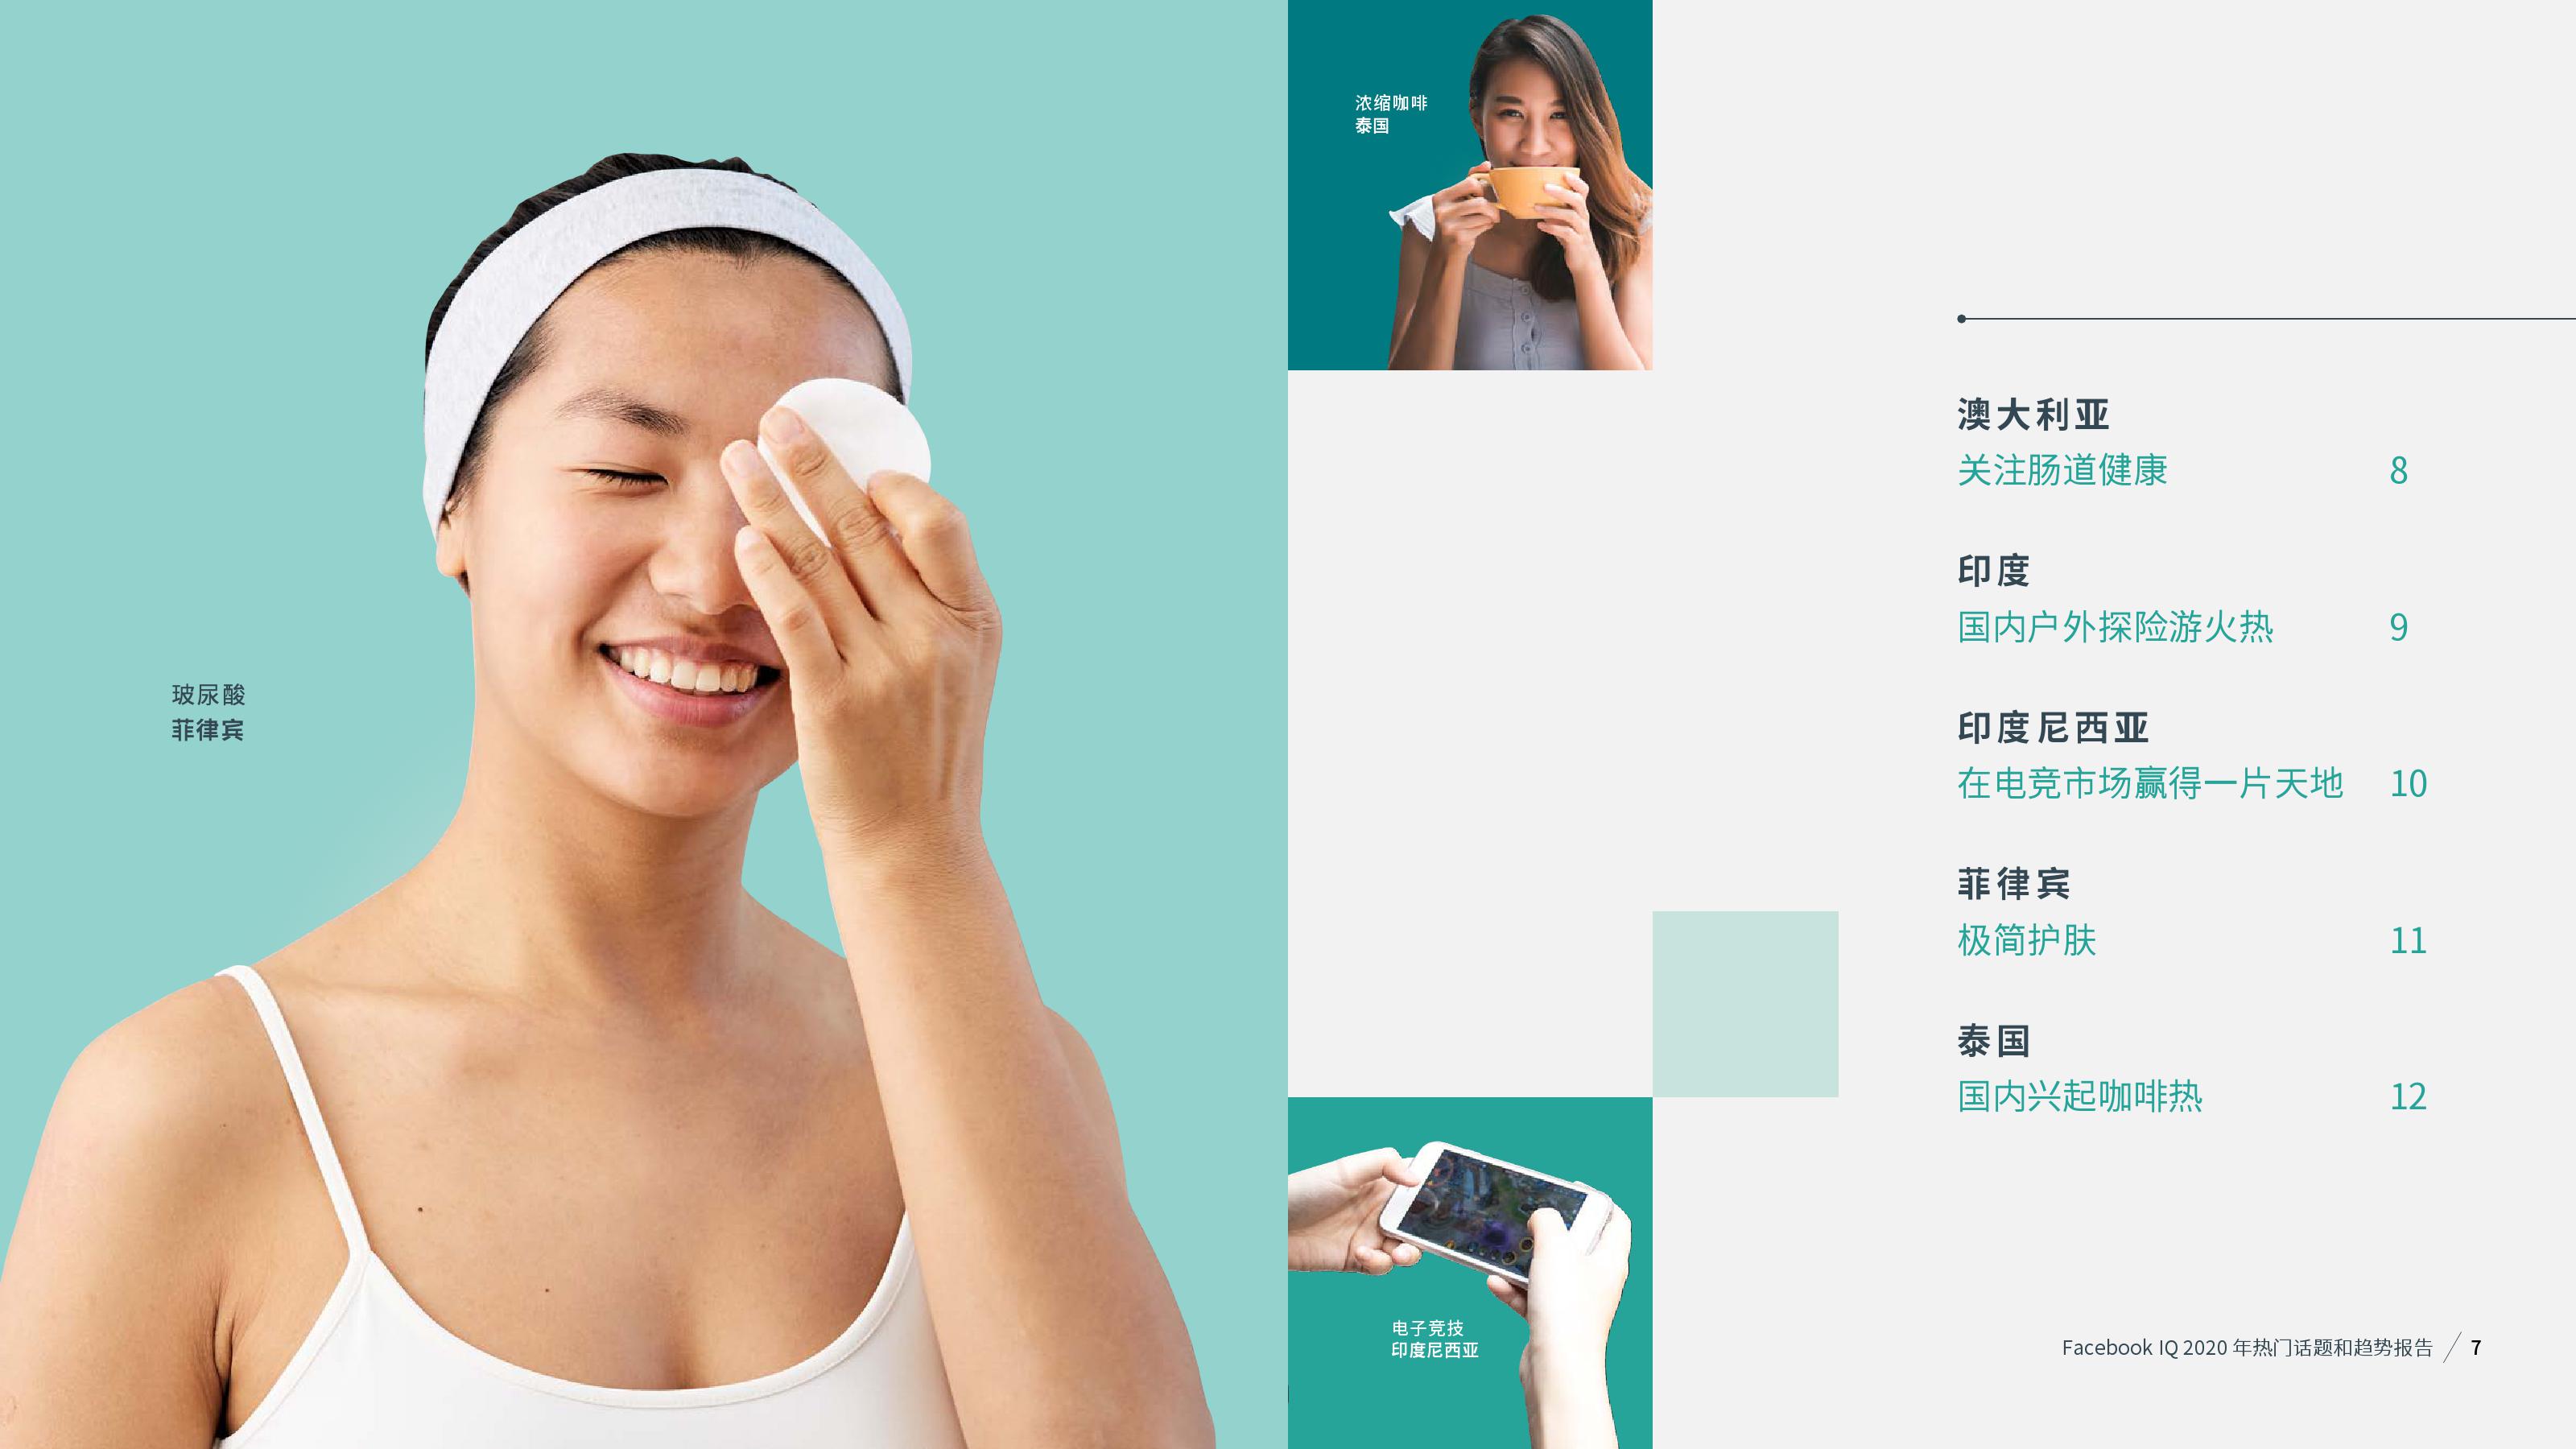 玻尿酸
菲律宾
浓缩咖啡
泰国
澳大利亚
关注肠道健康 8
印度
国内户外探险游火热 9
印度尼西亚
在电竞市场赢得一片天地 10
菲律宾
极简护肤 11
泰国
国内兴起咖啡热 12
电子竞技
印度尼西亚
Facebook IQ 2020 年热门话题和趋势报告 / 7